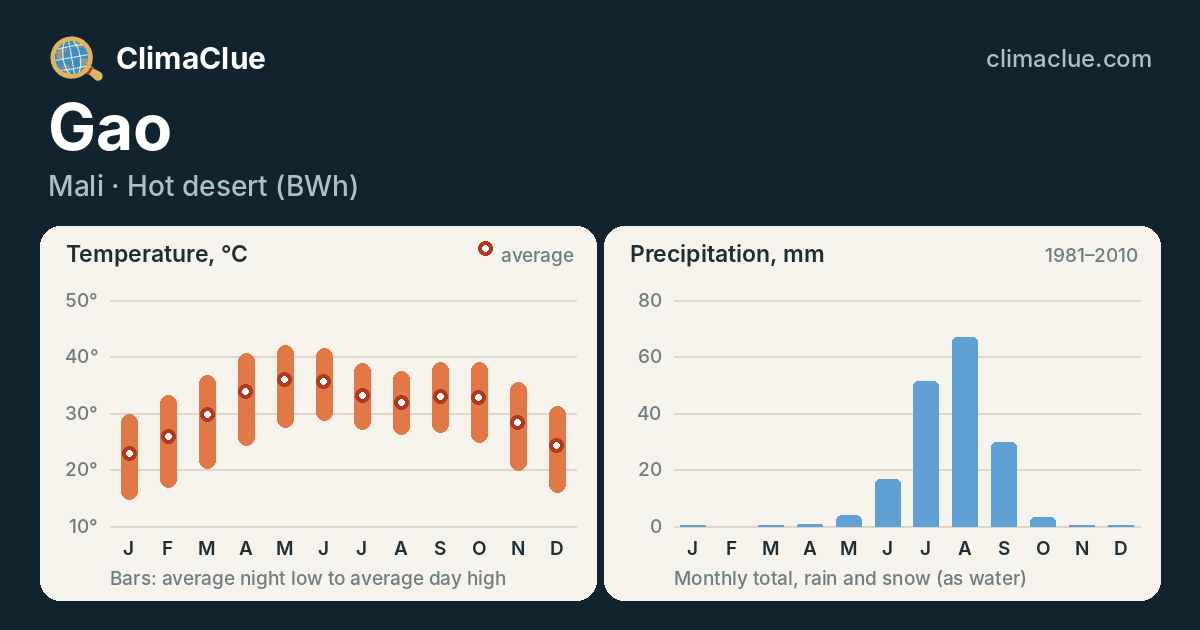 ClimaClue
climaclue.com
Gao
Mali · Hot desert (BWh)
Temperature, °C
average
50°
40°
30°
20°
10°
J F M A M J J A S O N D
Bars: average night low to average day high
Precipitation, mm
1981–2010
80
60
40
20
0
J F M A M J J A S O N D
Monthly total, rain and snow (as water)